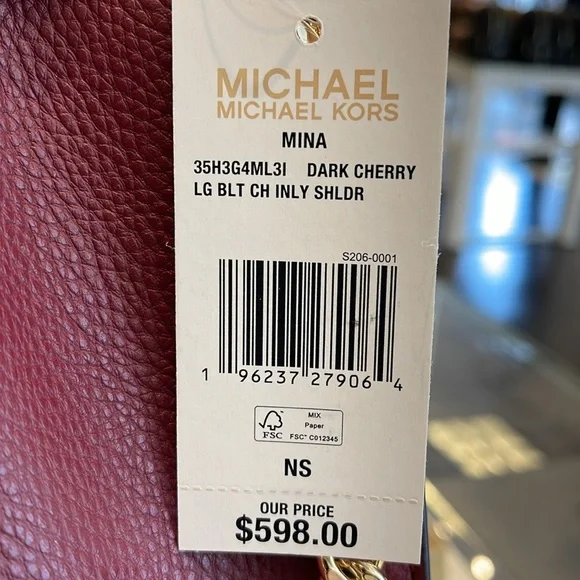 MICHAEL
MICHAEL KORS
MINA
35H3G4ML3I DARK CHERRY
LG BLT CH INLY SHLDR
S206-0001
1 96237 27906 4
FSC
MIX
Paper
FSC® C012345
NS
OUR PRICE
$598.00